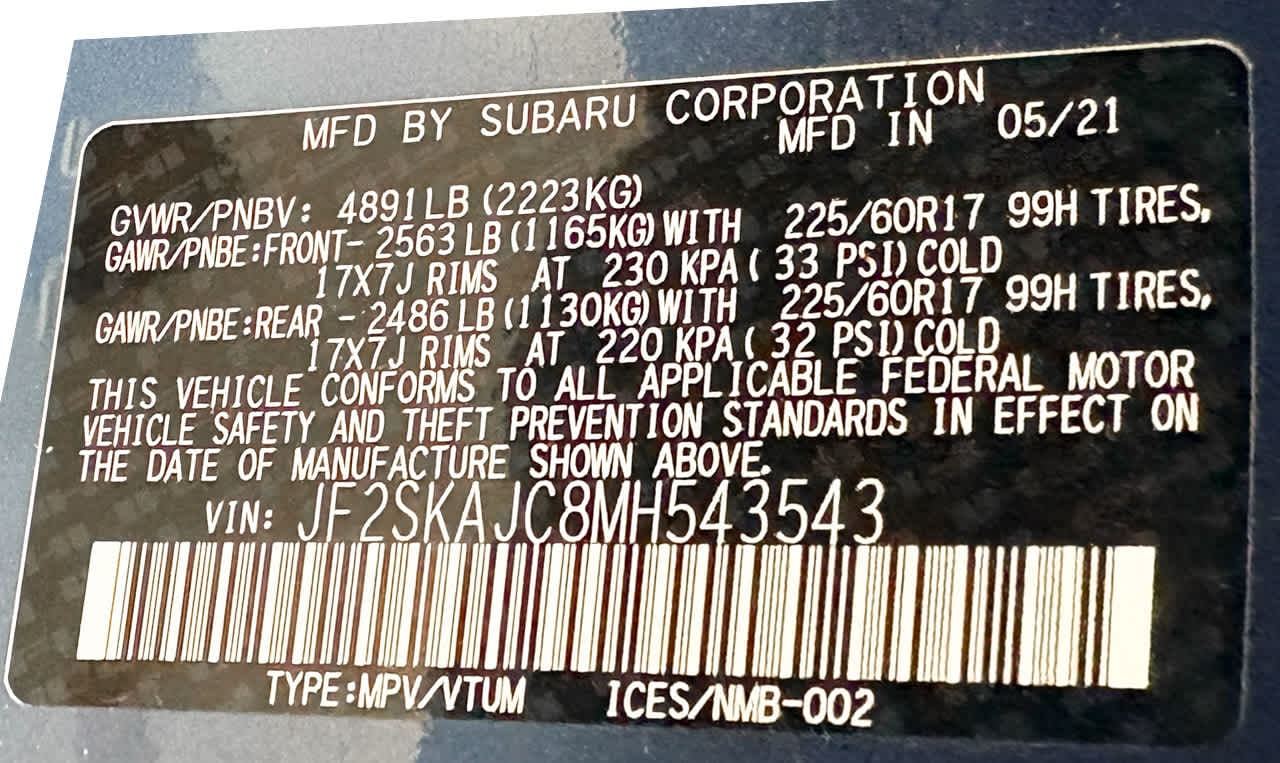 MFD BY SUBARU CORPORATION
MFD IN 05/21
GVWR/PNBV: 4891LB (2223KG)
GAWR/PNBE:FRONT- 2563 LB (1165KG) WITH 225/60R17 99H TIRES,
17X7J RIMS AT 230 KPA ( 33 PSI) COLD
GAWR/PNBE:REAR - 2486 LB (1130KG) WITH 225/60R17 99H TIRES,
17X7J RIMS AT 220 KPA ( 32 PSI) COLD
THIS VEHICLE CONFORMS TO ALL APPLICABLE FEDERAL MOTOR
VEHICLE SAFETY AND THEFT PREVENTION STANDARDS IN EFFECT ON
THE DATE OF MANUFACTURE SHOWN ABOVE.
VIN: JF2SKAJC8MH543543
TYPE:MPV/VTUM ICES/NMB-002